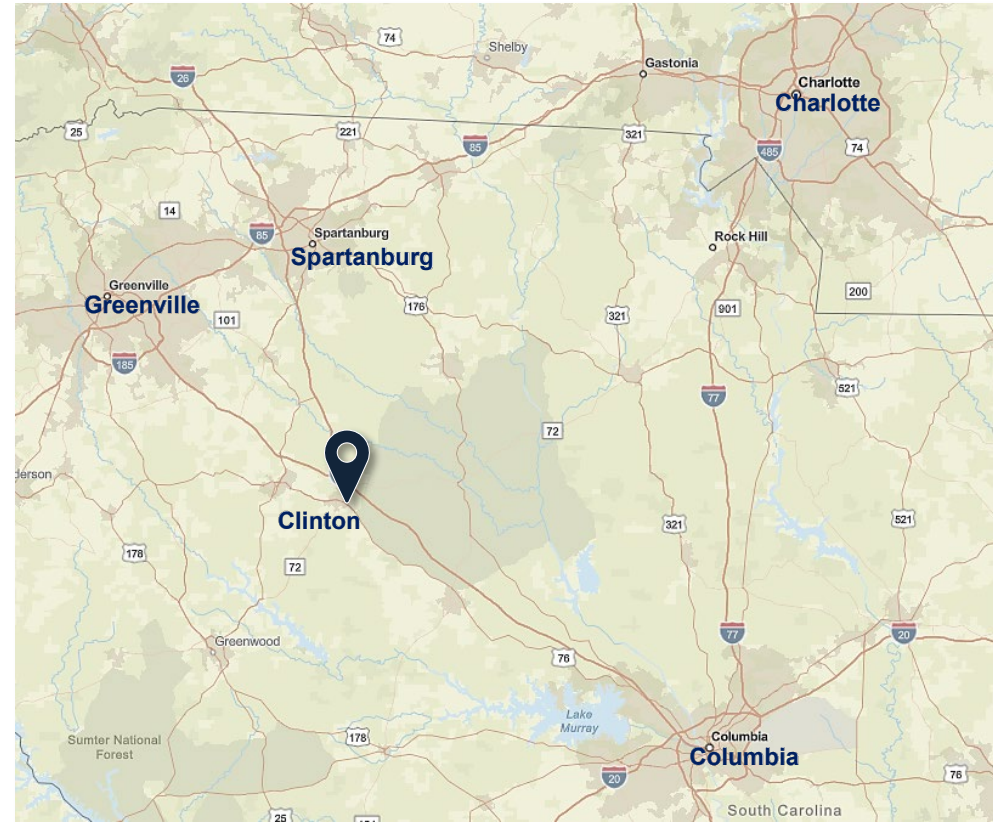 74
Shelby
Gastonia
26
Charlotte
Charlotte
25
221
321
85
485
74
14
85
Spartanburg
Spartanburg
Rock Hill
Greenville
Greenville
200
176
901
101
321
185
521
77
72
derson
Clinton
321
521
178
72
77
20
Greenwood
76
Lake
Murray
Sumter National
Forest
178
Columbia
Columbia
20
76
South Carolina
25